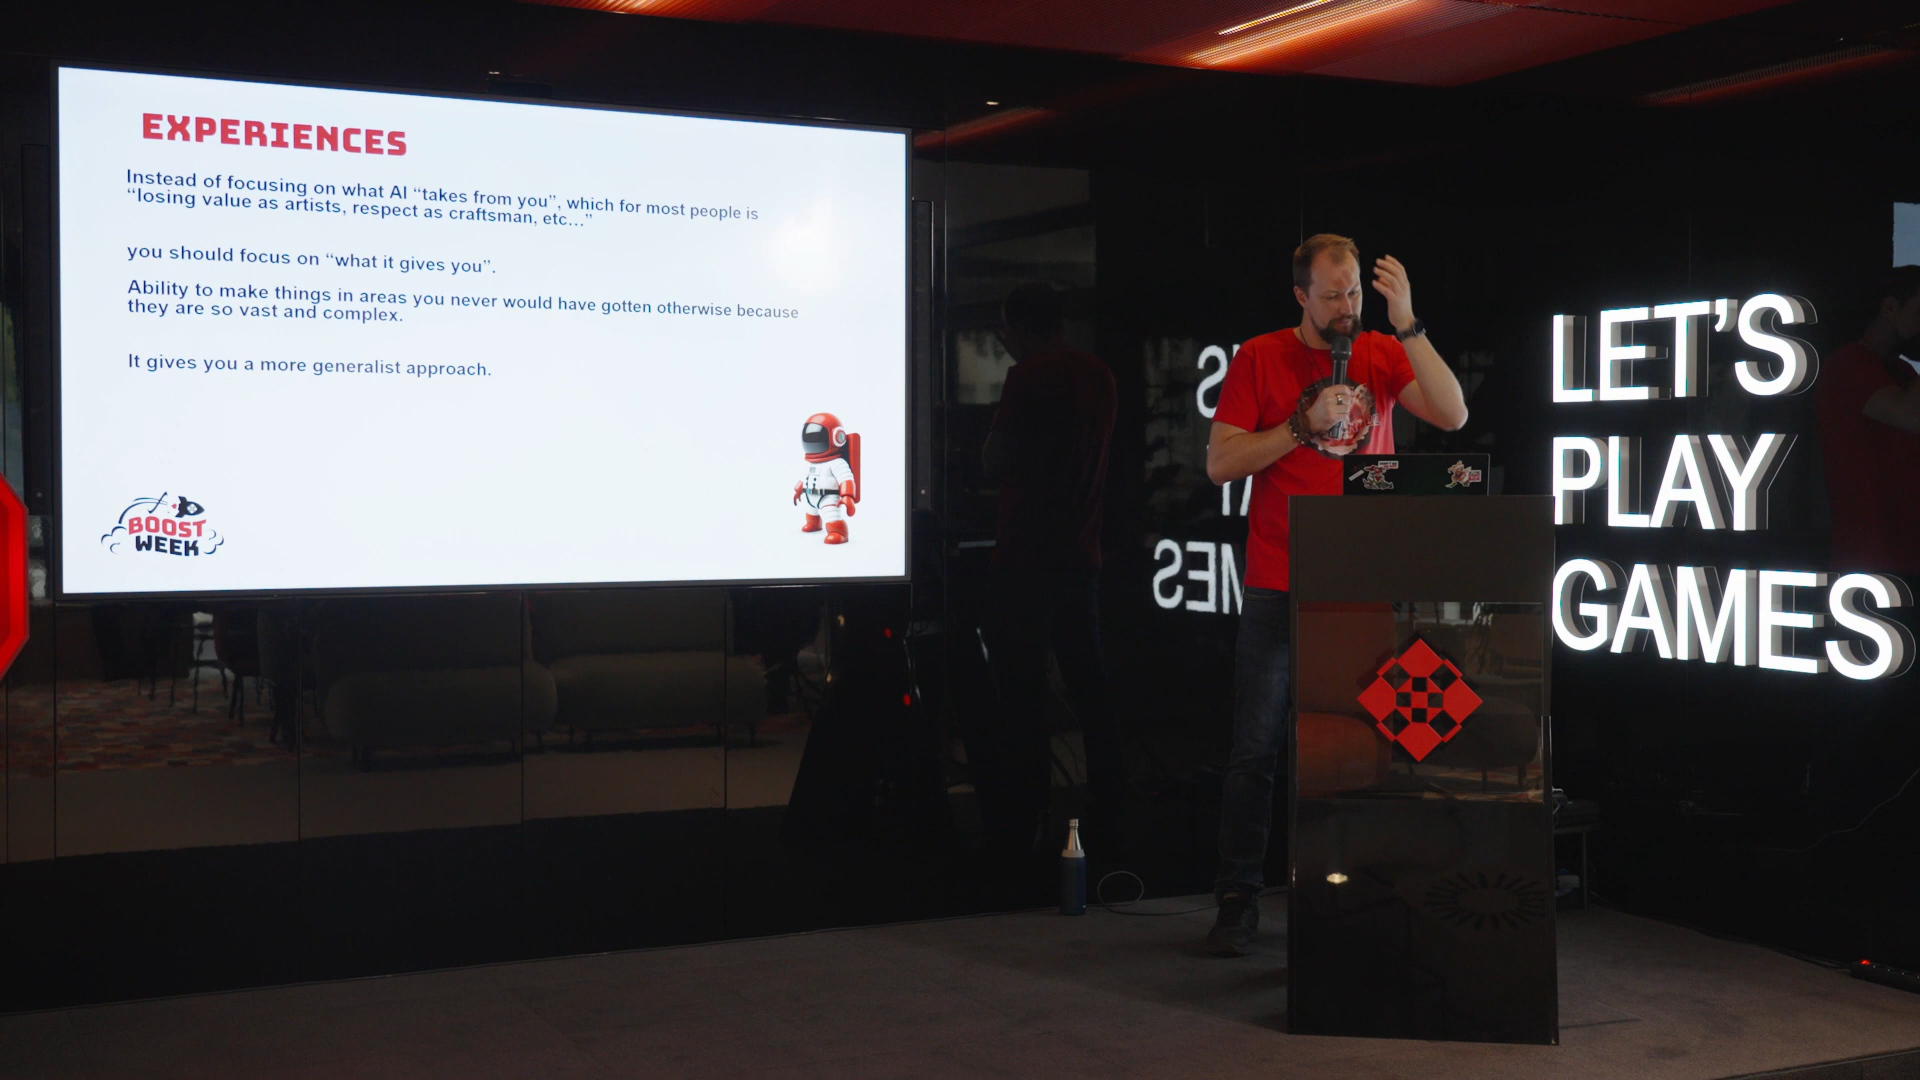 EXPERIENCES
Instead of focusing on what AI “takes from you”, which for most people is
“losing value as artists, respect as craftsman, etc…”
you should focus on “what it gives you”.
Ability to make things in areas you never would have gotten otherwise because
they are so vast and complex.
It gives you a more generalist approach.
BOOST
WEEK
LET’S
PLAY
GAMES